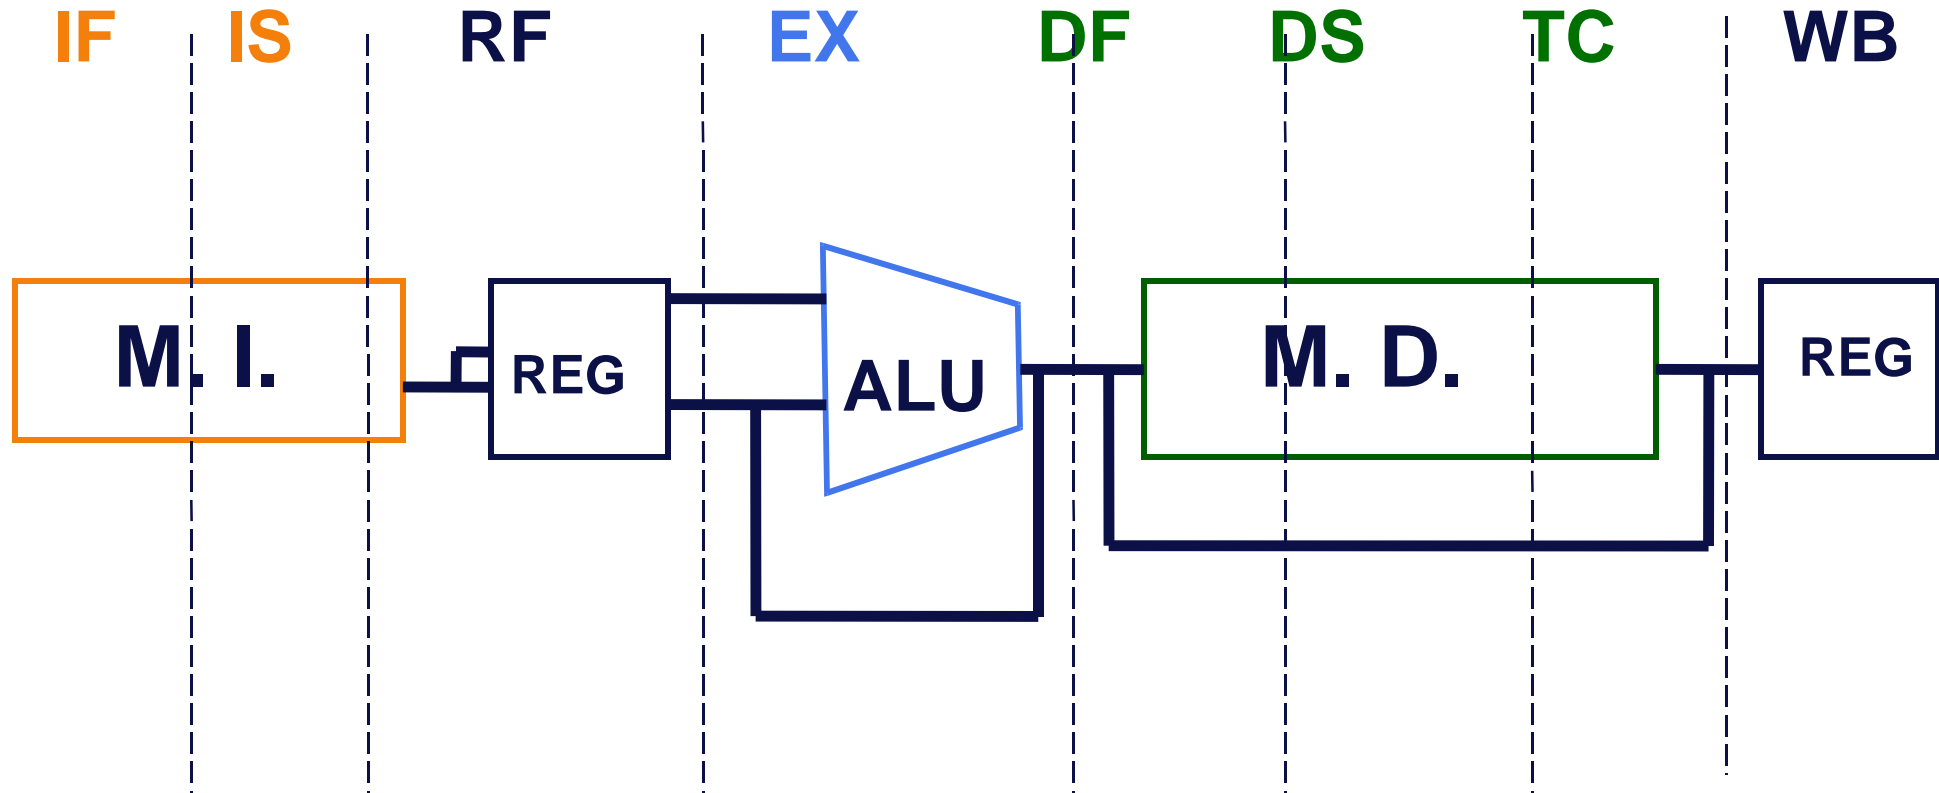 IF IS RF EX DF DS TC WB
M. I. REG ALU M. D. REG